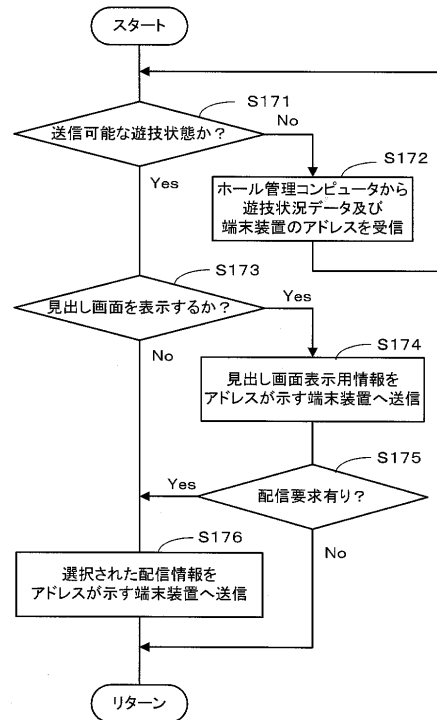 スタート
S171
送信可能な遊技状態か?
No
S172
Yes
ホール管理コンピュータから
遊技状況データ及び
端末装置のアドレスを受信
S173
見出し画面を表示するか?
Yes
No
S174
見出し画面表示用情報を
アドレスが示す端末装置へ送信
S175
Yes
配信要求有り?
S176
No
選択された配信情報を
アドレスが示す端末装置へ送信
リターン